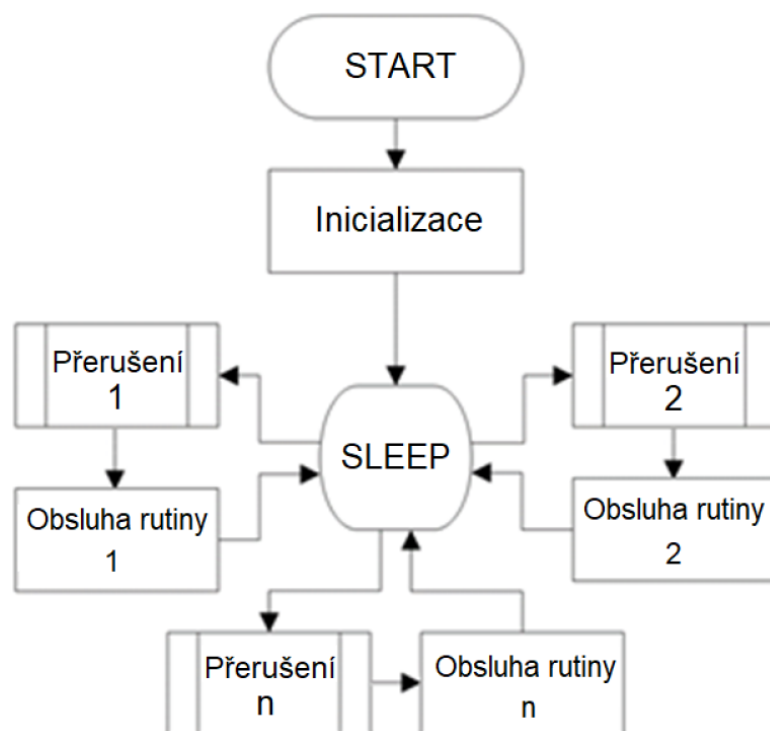 START
Inicializace
Přerušení
1
Přerušení
2
SLEEP
Obsluha rutiny
1
Obsluha rutiny
2
Přerušení
n
Obsluha rutiny
n